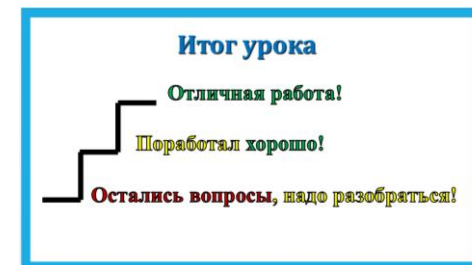 Итог урока
Отличная работа!
Поработал хорошо!
Остались вопросы, надо разобраться!